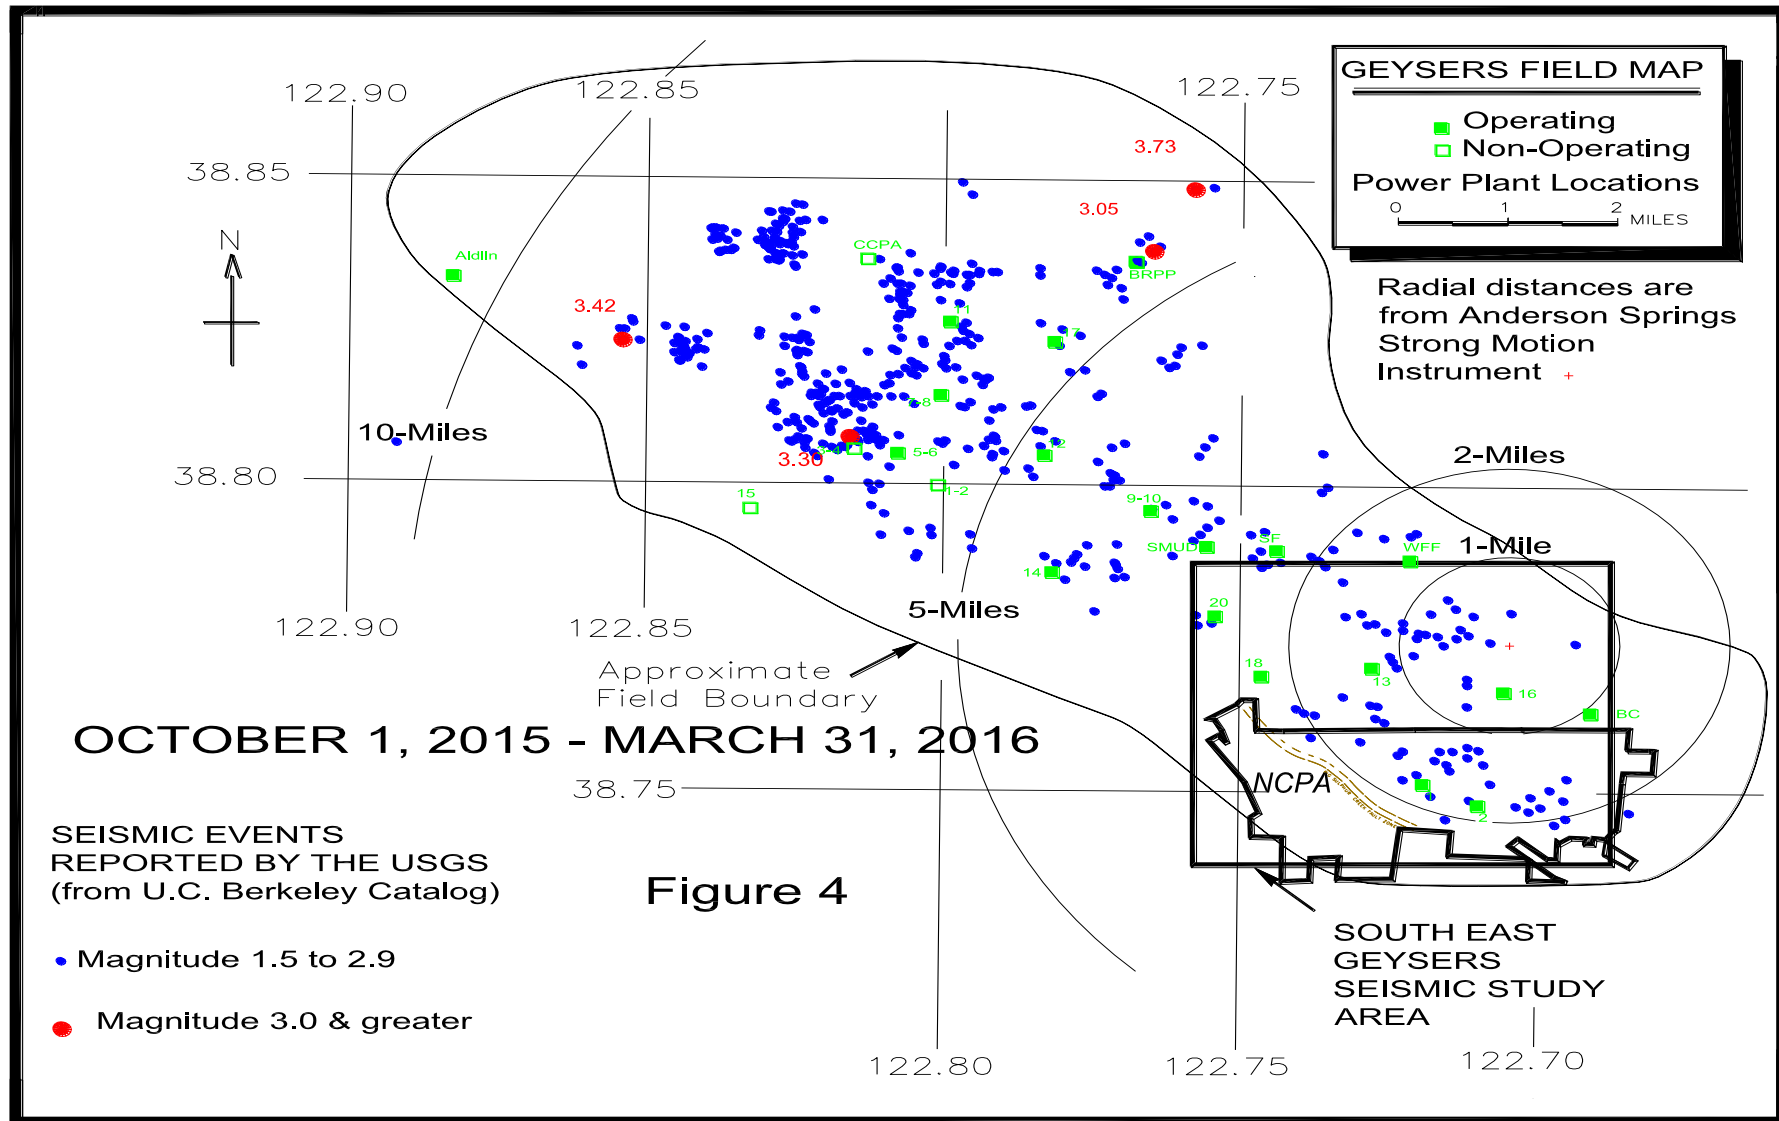 GEYSERS FIELD MAP
Operating
Non-Operating
Power Plant Locations
0 1 2 MILES
Radial distances are
from Anderson Springs
Strong Motion
Instrument +
122.90
122.85
122.75
38.85
3.73
3.05
N
Aldlin
CCPA
BRPP
3.42
11
17
7-8
10-Miles
3-4
5-6
12
3.30
38.80
2-Miles
15
1-2
9-10
SMUD
SF
WFF
1-Mile
14
5-Miles
20
122.90
122.85
Approximate
Field Boundary
18
13
16
BC
OCTOBER 1, 2015 - MARCH 31, 2016
38.75
NCPA
1
2
SEISMIC EVENTS
REPORTED BY THE USGS
(from U.C. Berkeley Catalog)
Figure 4
Magnitude 1.5 to 2.9
Magnitude 3.0 & greater
SOUTH EAST
GEYSERS
SEISMIC STUDY
AREA
122.80
122.75
122.70